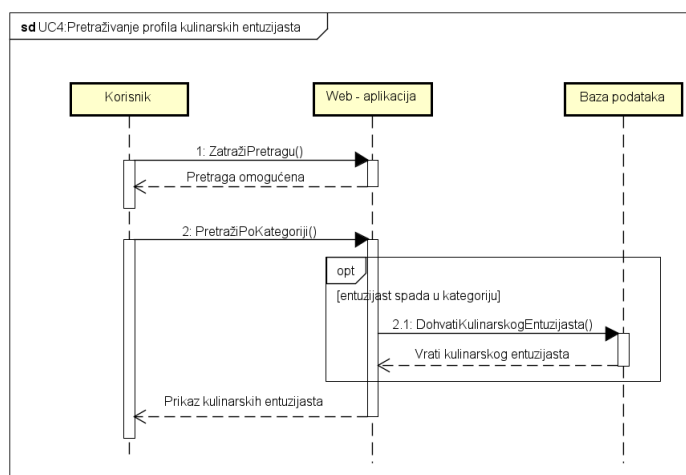 sd UC4:Pretraživanje profila kulinarskih entuzijasta
Korisnik
Web - aplikacija
Baza podataka
1: ZatražiPretragu()
Pretraga omogućena
2: PretražiPoKategoriji()
opt
[entuzijast spada u kategoriju]
2.1: DohvatiKulinarskogEntuzijasta()
Vrati kulinarskog entuzijasta
Prikaz kulinarskih entuzijasta